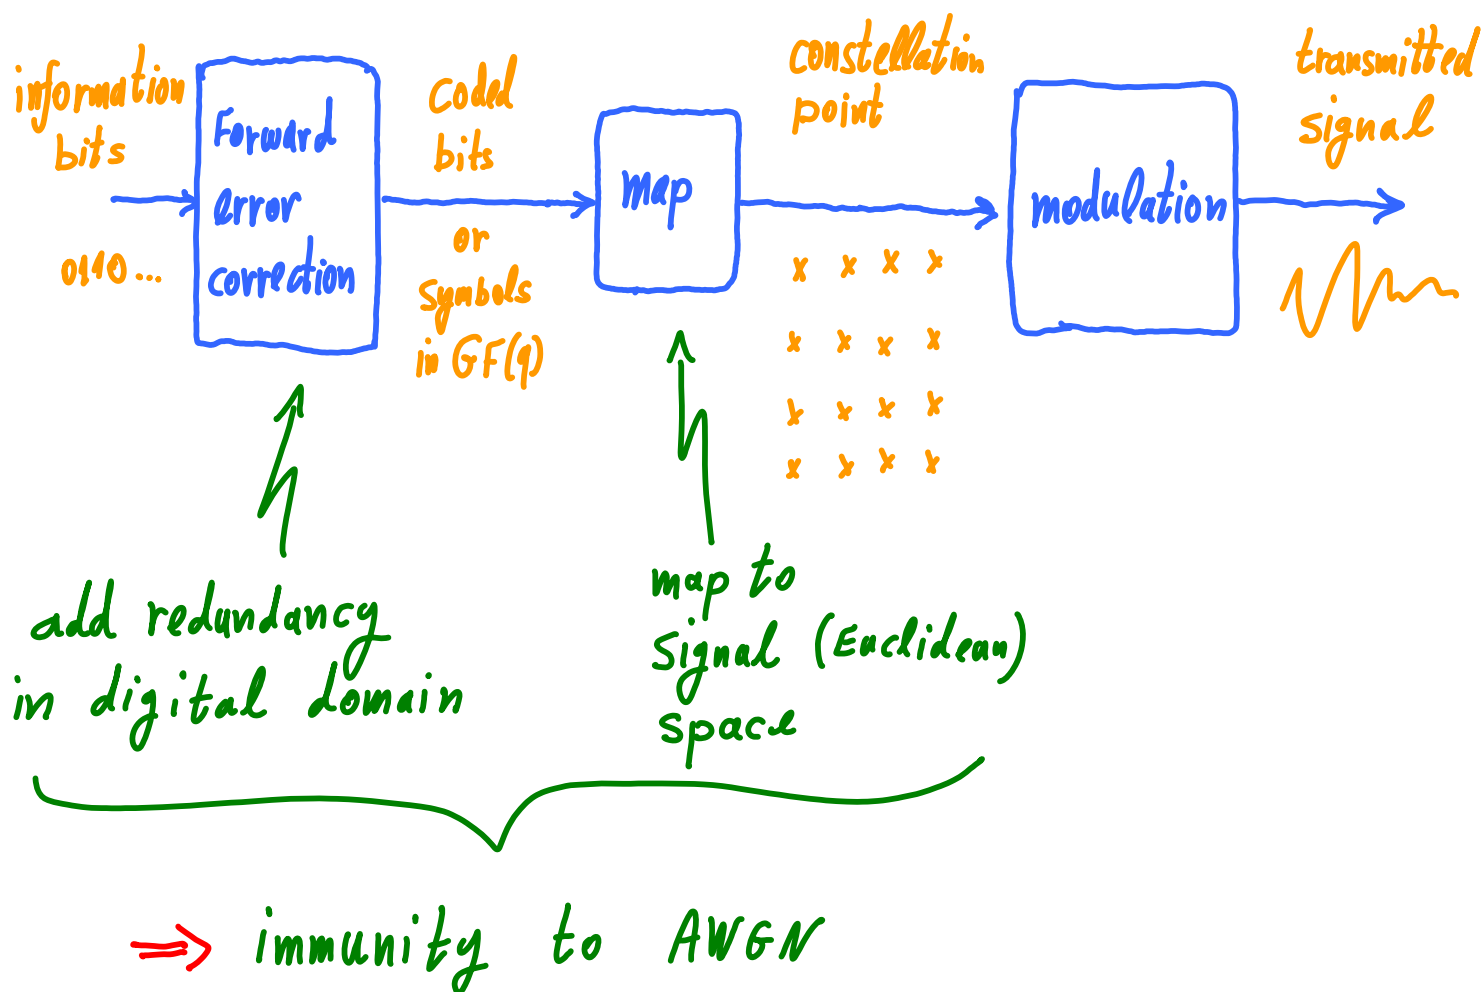 information
bits
0110...
Forward
error
correction
Coded
bits
or
symbols
in GF(q)
map
constellation
point
modulation
transmitted
signal
x x x x
x x x x
x x x x
x x x x
add redundancy
in digital domain
map to
signal (Euclidean)
space
⇒ immunity to AWGN